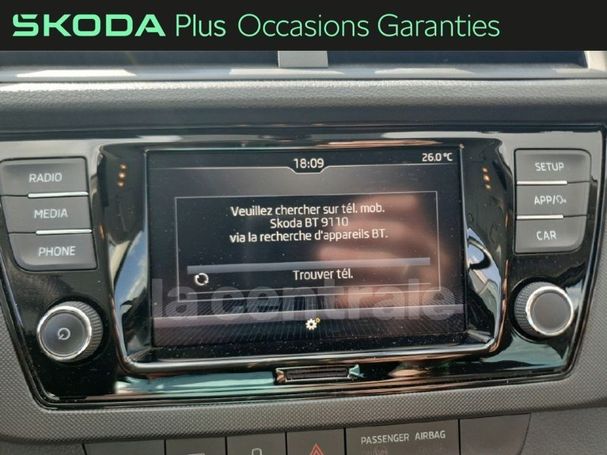 SKODA Plus Occasions Garanties
18:09
26.0°C
RADIO
MEDIA
PHONE
Veuillez chercher sur tél. mob.
Skoda BT 9110
via la recherche d'appareils BT.
Trouver tél.
SETUP
APP/
CAR
la centrale
PASSENGER AIRBAG